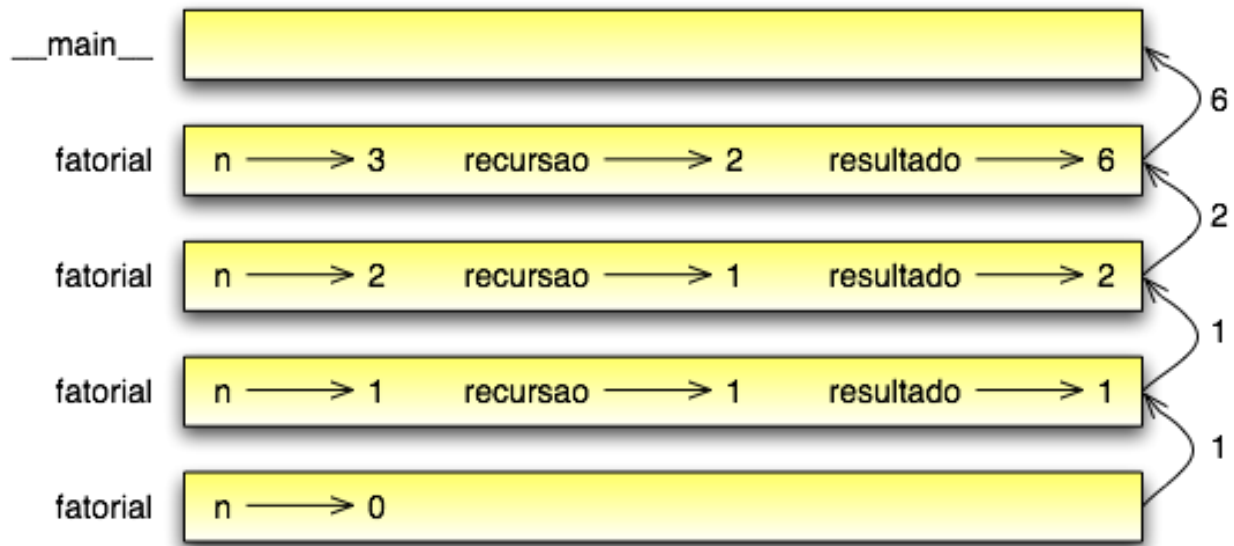 __main__
6
fatorial n 3 recursao 2 resultado 6
2
fatorial n 2 recursao 1 resultado 2
1
fatorial n 1 recursao 1 resultado 1
1
fatorial n 0